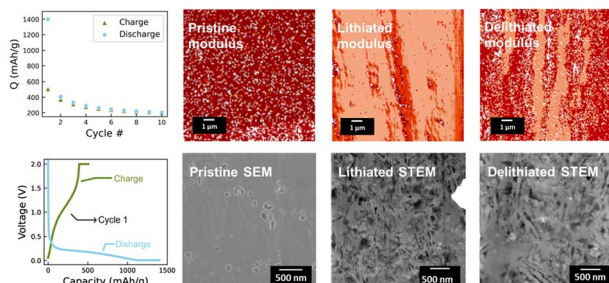 1400
1200
1000
800
600
400
200
Q (mAh/g)
Charge
Discharge
2
4
6
8
10
Cycle #
Pristine
modulus
1 μm
Lithiated
modulus
1 μm
Delithiated
modulus
1 μm
2.0
1.5
1.0
0.5
0.0
Voltage (V)
Charge
Cycle 1
Disharge
0
500
1000
1500
Capacity (mAh/g)
Pristine SEM
500 nm
Lithiated STEM
500 nm
Delithiated STEM
500 nm